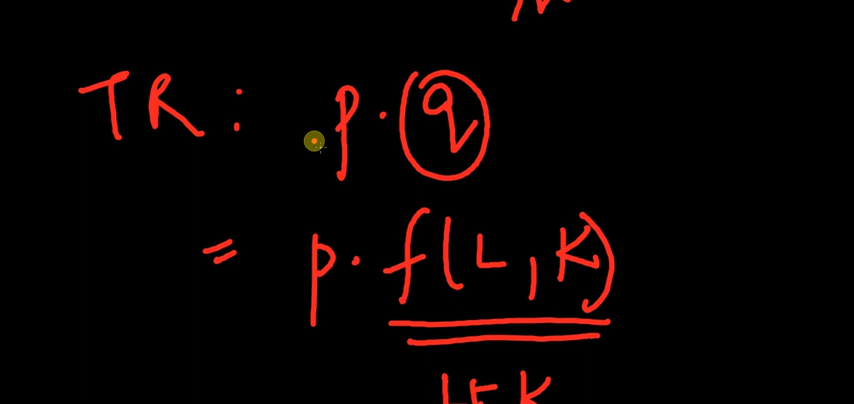 TR: p. q
= p. f(L, K)